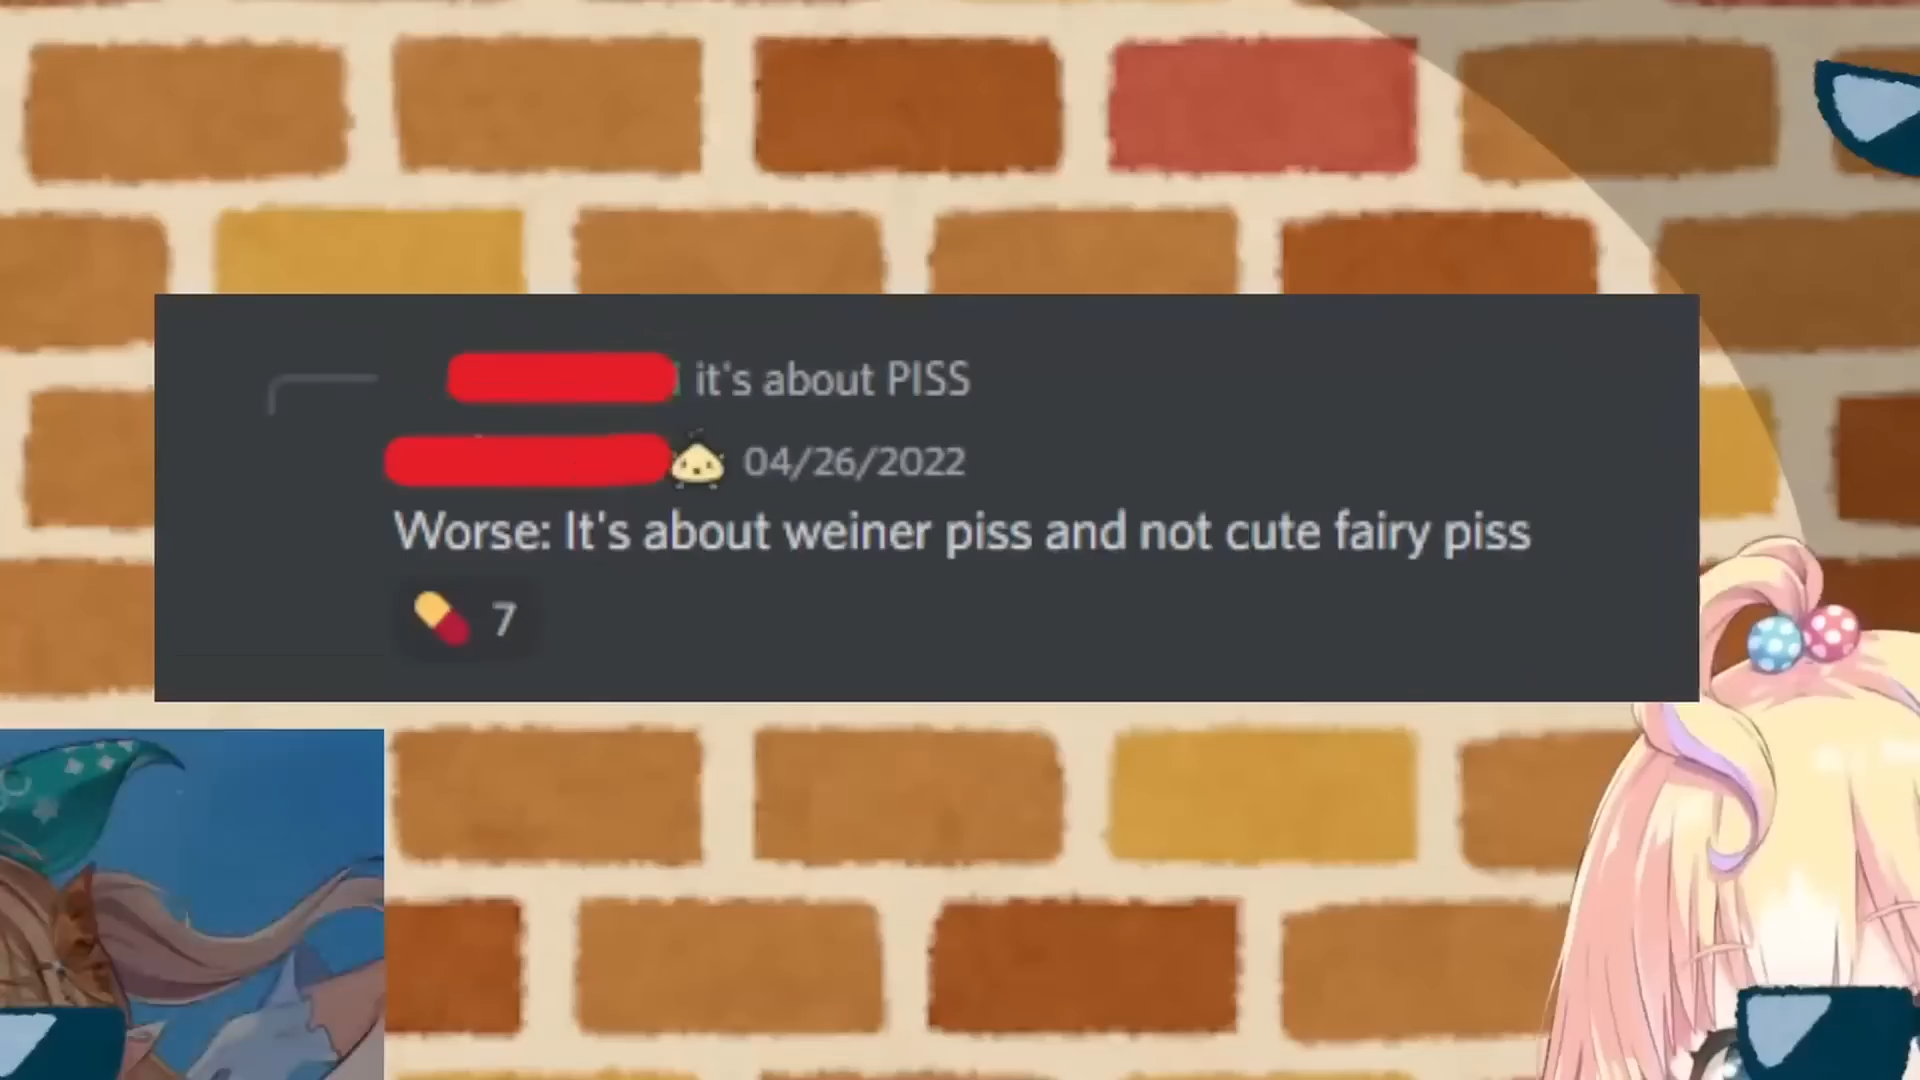 it's about PISS
04/26/2022
Worse: It's about weiner piss and not cute fairy piss
7